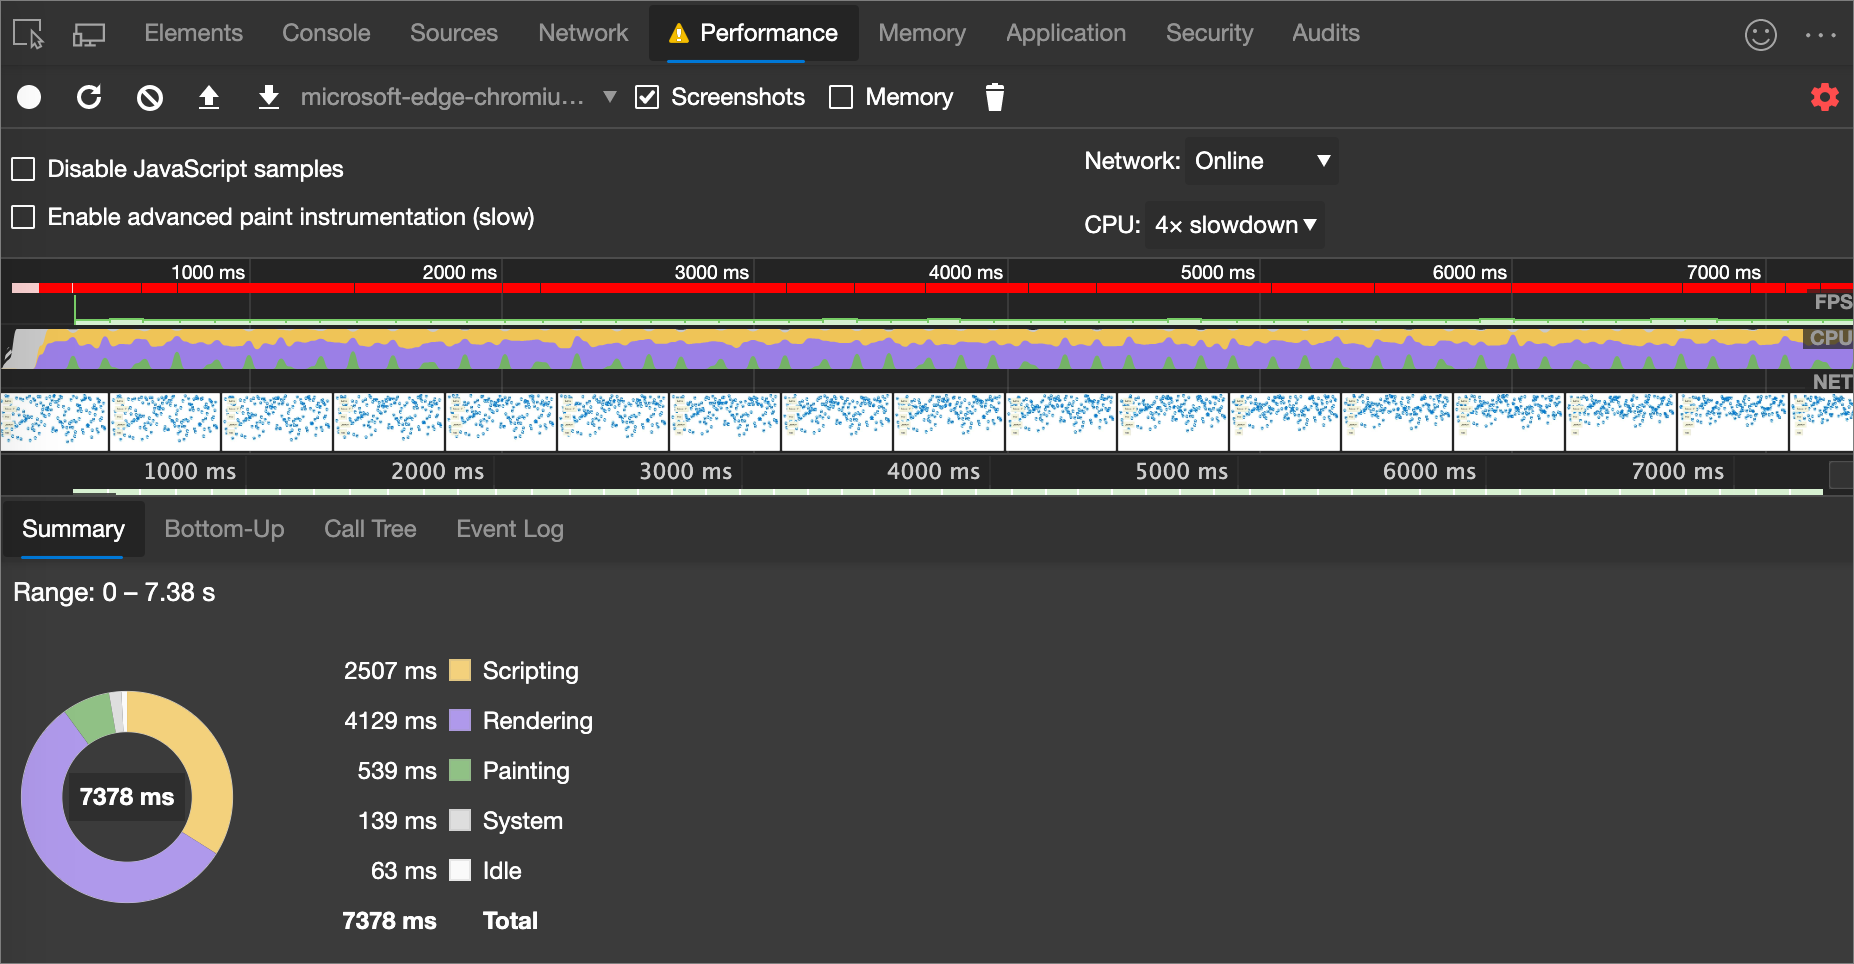 Elements Console Sources Network Performance Memory Application Security Audits
microsoft-edge-chromiu... Screenshots Memory
Disable JavaScript samples
Network: Online
Enable advanced paint instrumentation (slow)
CPU: 4× slowdown
1000 ms 2000 ms 3000 ms 4000 ms 5000 ms 6000 ms 7000 ms
FPS
CPU
NET
1000 ms 2000 ms 3000 ms 4000 ms 5000 ms 6000 ms 7000 ms
Summary Bottom-Up Call Tree Event Log
Range: 0 – 7.38 s
2507 ms Scripting
4129 ms Rendering
539 ms Painting
7378 ms
139 ms System
63 ms Idle
7378 ms Total